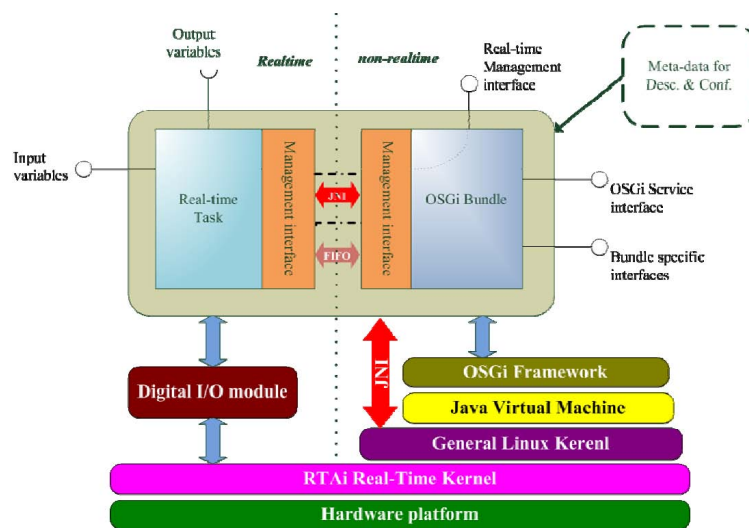 Output
variables
Realtime
non-realtime
Real-time
Management
interface
Meta-data for
Desc. & Conf.
Input
variables
Real-time
Task
Management interface
JNI
FIFO
Management interface
OSGi Bundle
OSGi Service
interface
Bundle specific
interfaces
Digital I/O module
JNI
OSGi Framework
Java Virtual Machine
General Linux Kerenl
RTAi Real-Time Kernel
Hardware platform